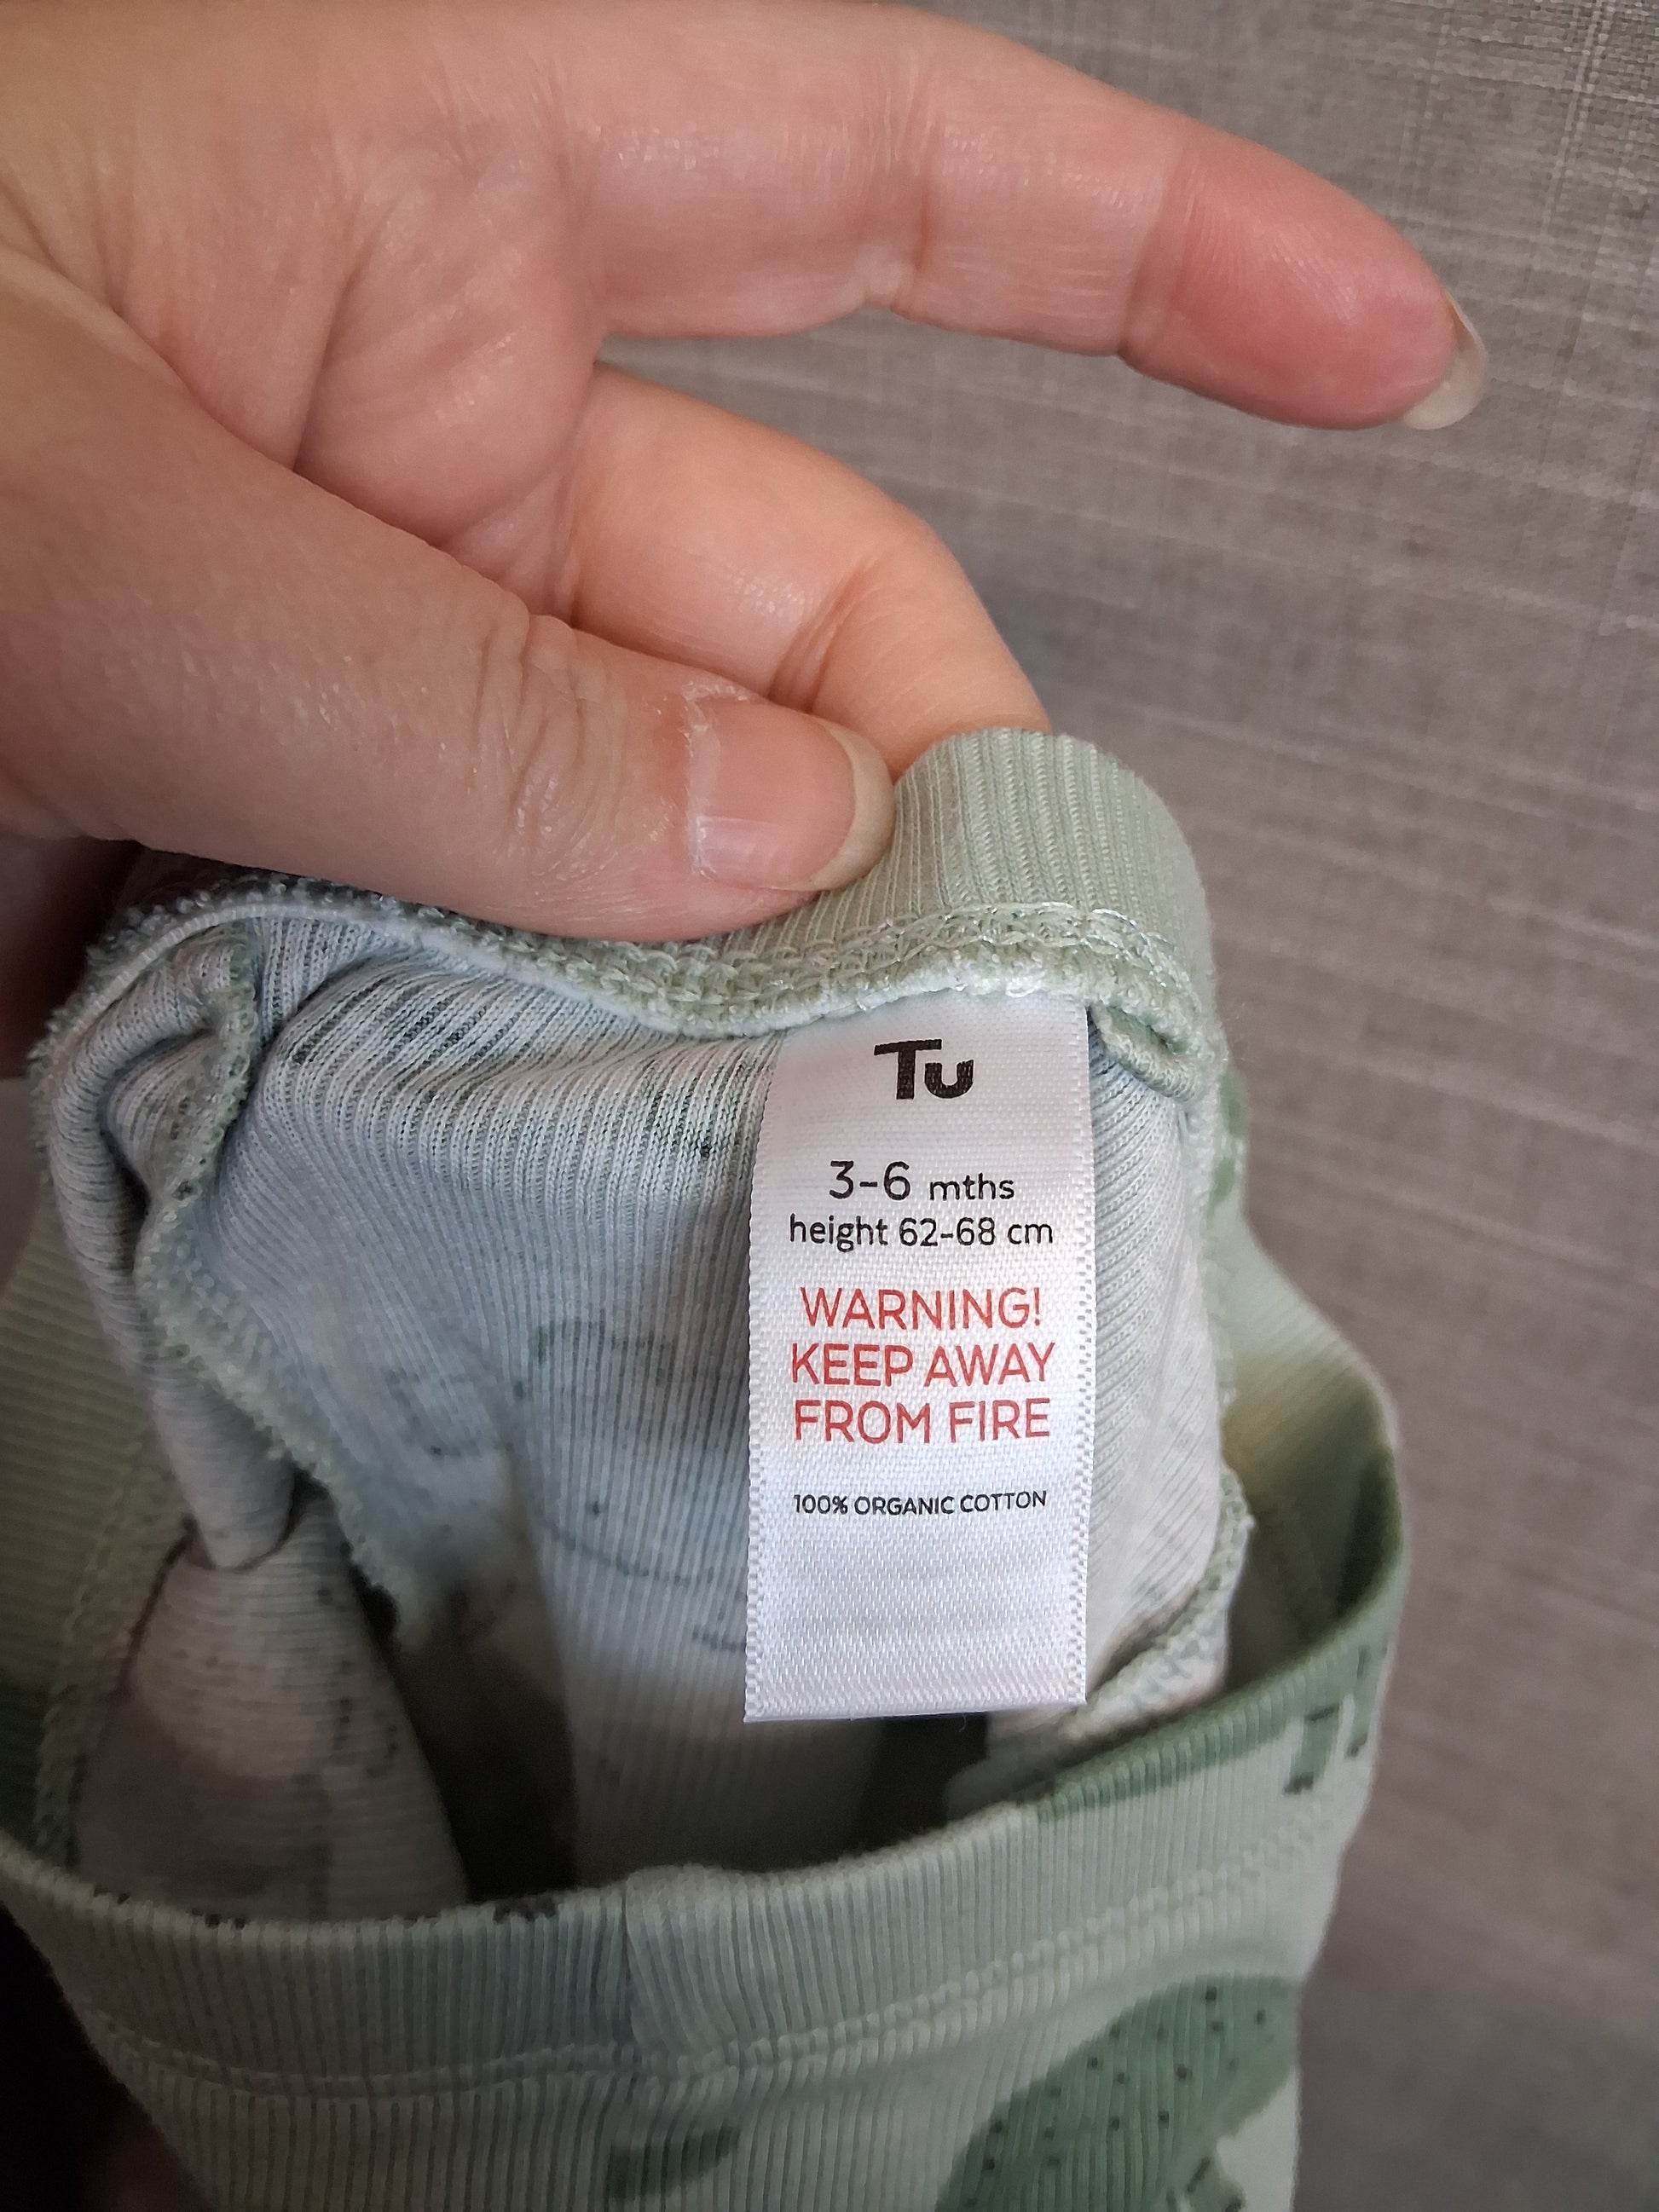 Tu
3-6 mths
height 62-68 cm
WARNING!
KEEP AWAY
FROM FIRE
100% ORGANIC COTTON